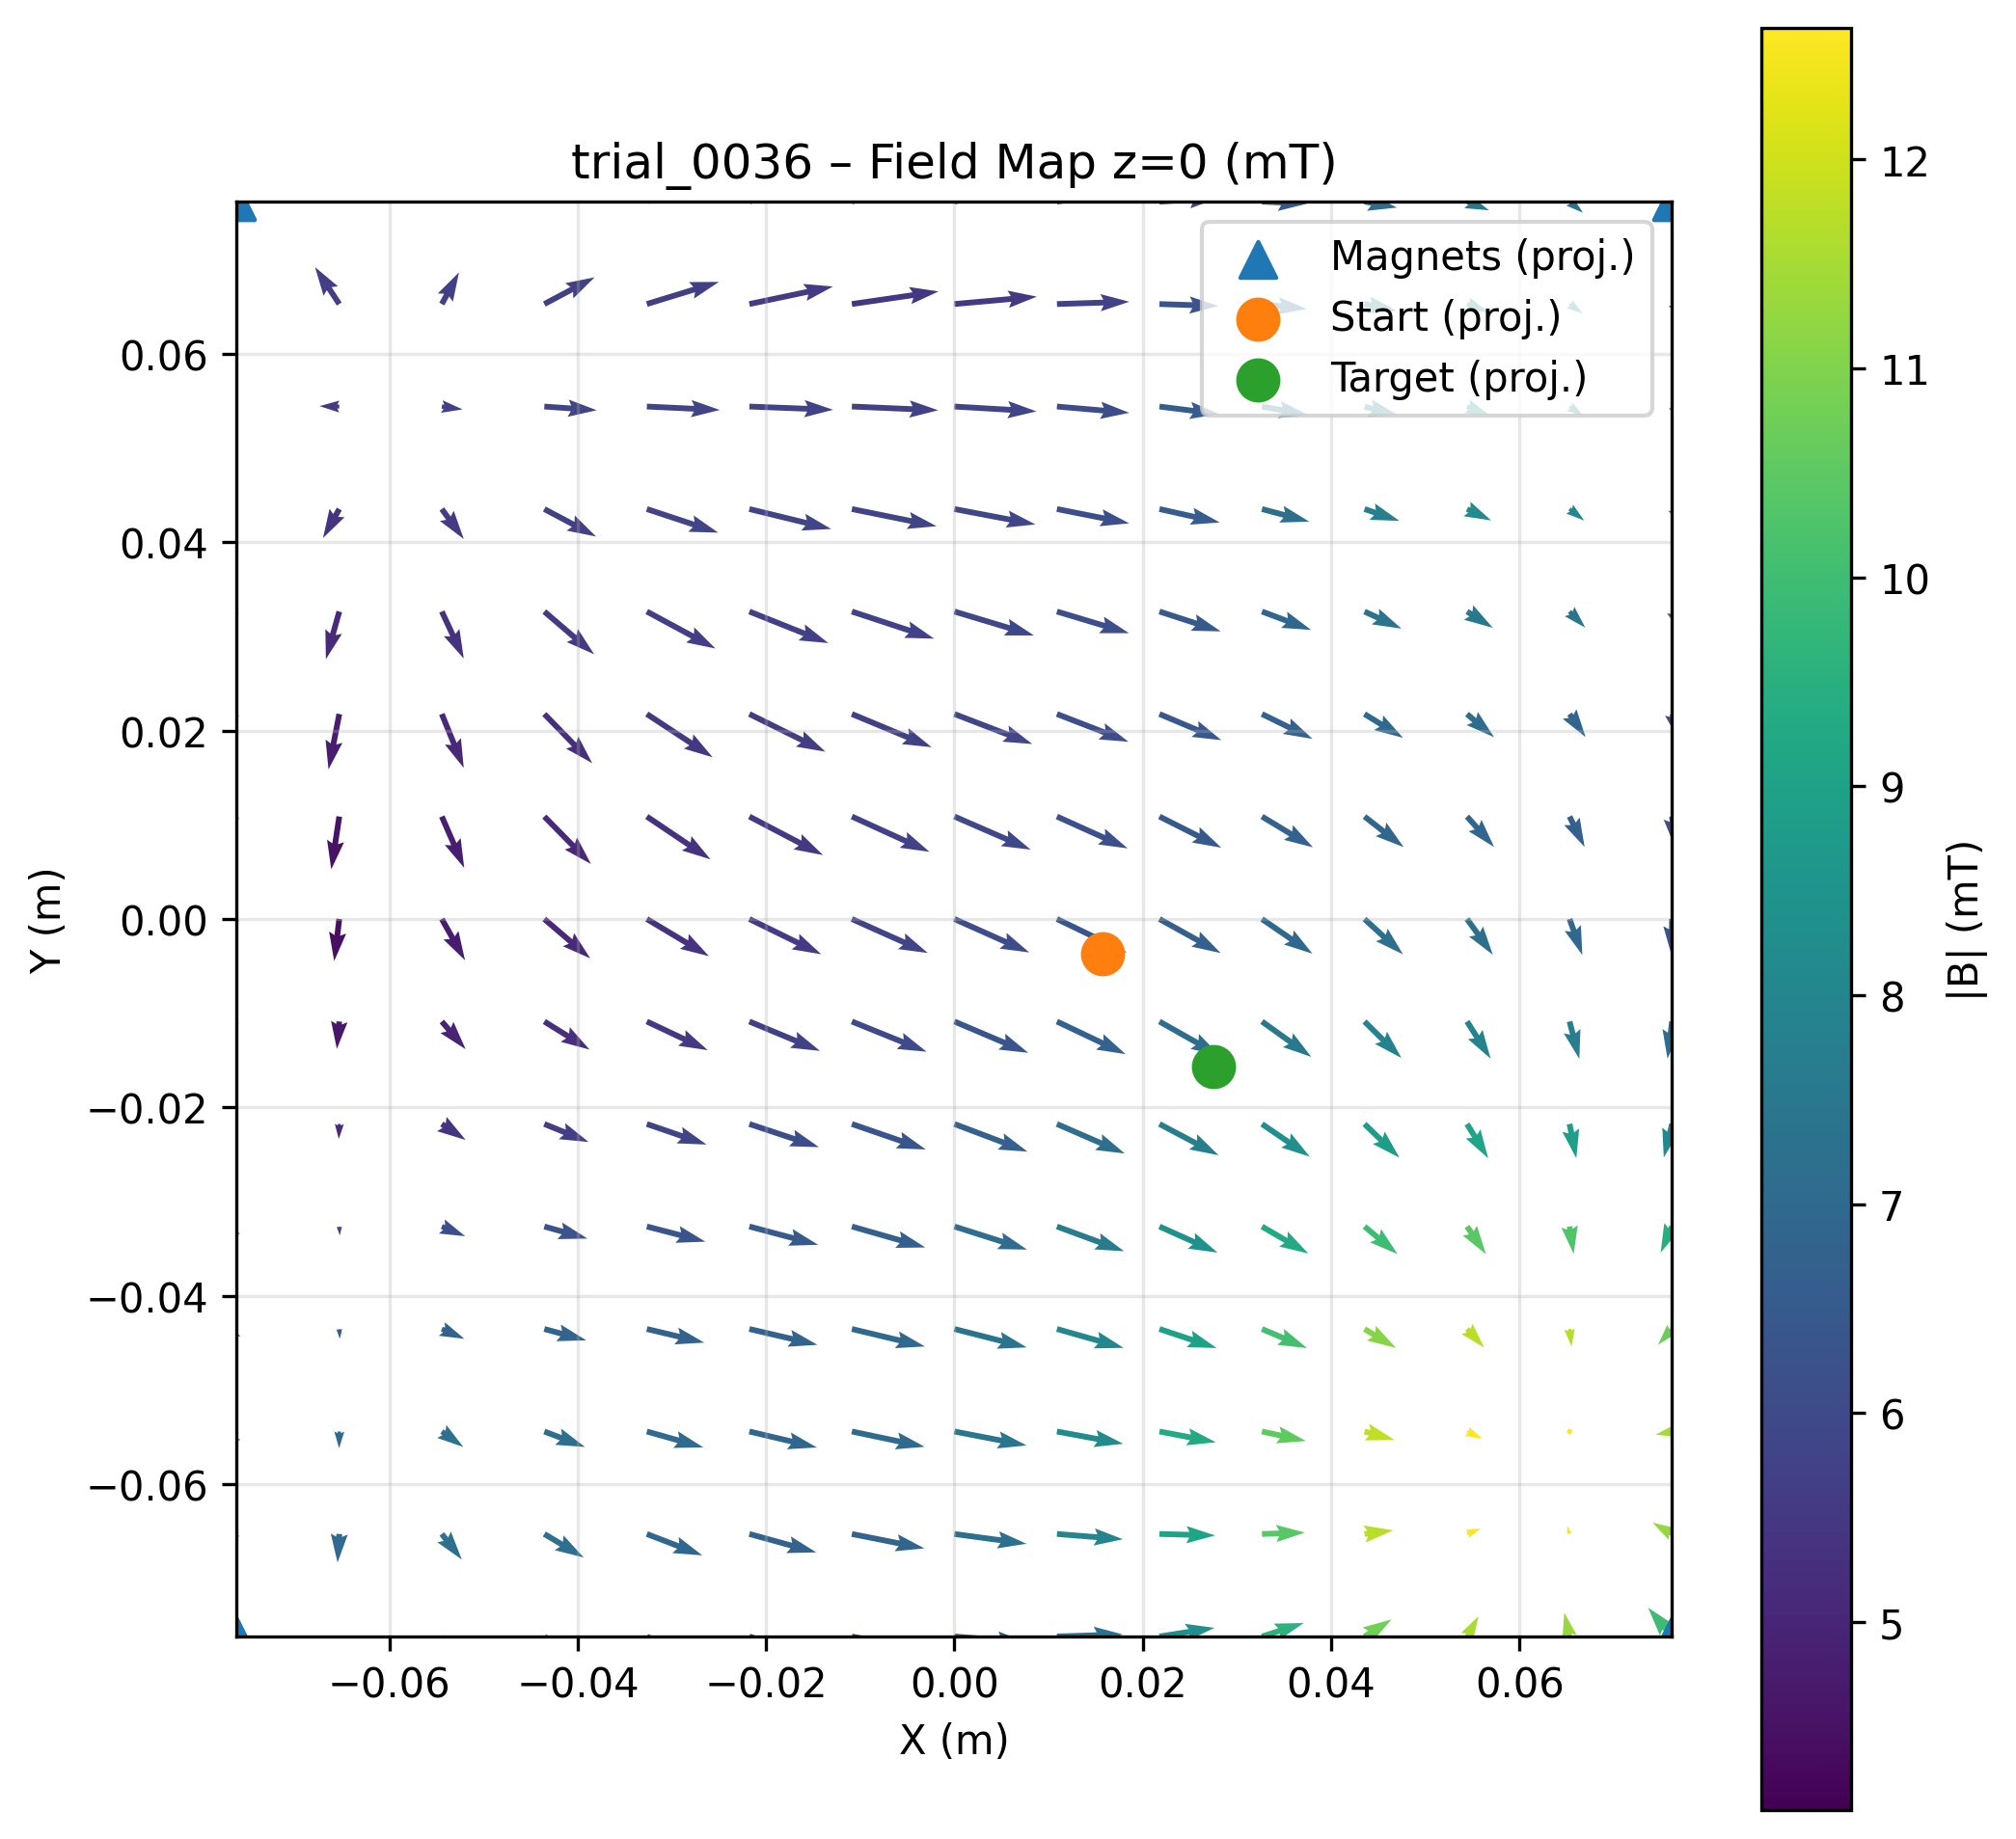 trial_0036 – Field Map z=0 (mT)
Magnets (proj.)
Start (proj.)
Target (proj.)
0.06
0.04
0.02
0.00
−0.02
−0.04
−0.06
Y (m)
−0.06 −0.04 −0.02 0.00 0.02 0.04 0.06
X (m)
12
11
10
9
8
7
6
5
|B| (mT)